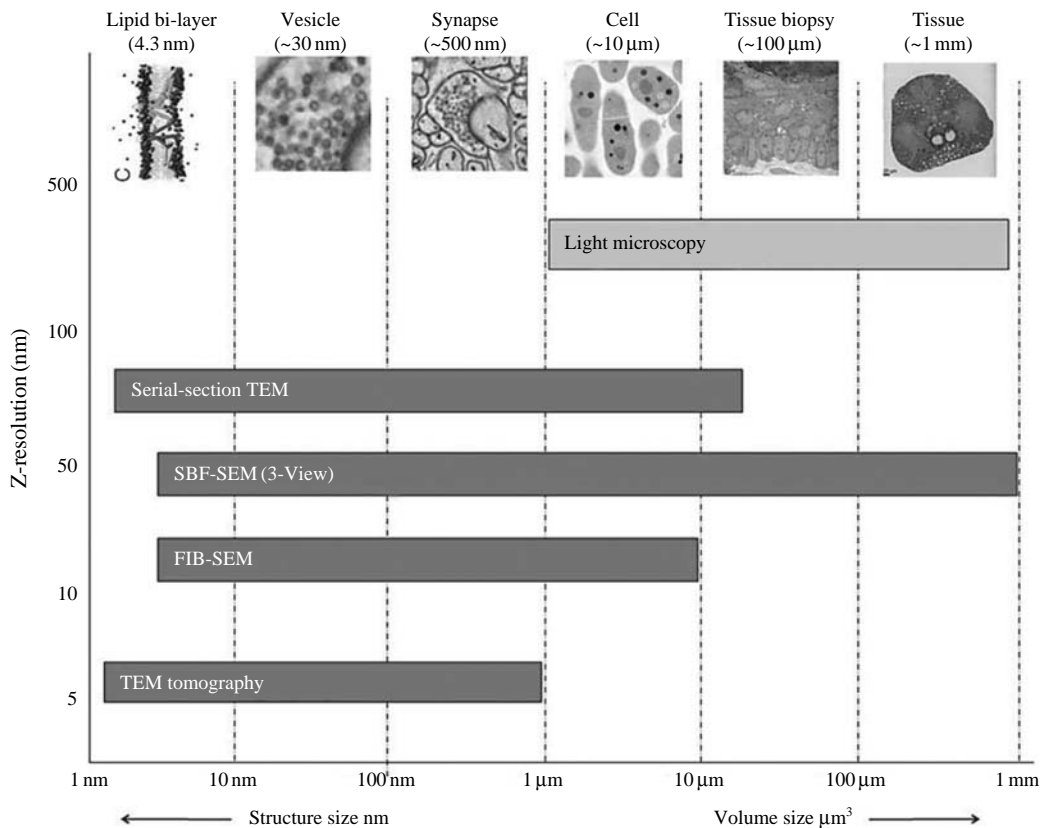 Lipid bi-layer
(4.3 nm)
Vesicle
(~30 nm)
Synapse
(~500 nm)
Cell
(~10 µm)
Tissue biopsy
(~100 µm)
Tissue
(~1 mm)
C
Z-resolution (nm)
500
100
50
10
5
Light microscopy
Serial-section TEM
SBF-SEM (3-View)
FIB-SEM
TEM tomography
1 nm
10 nm
100 nm
1 µm
10 µm
100 µm
1 mm
Structure size nm
Volume size µm³